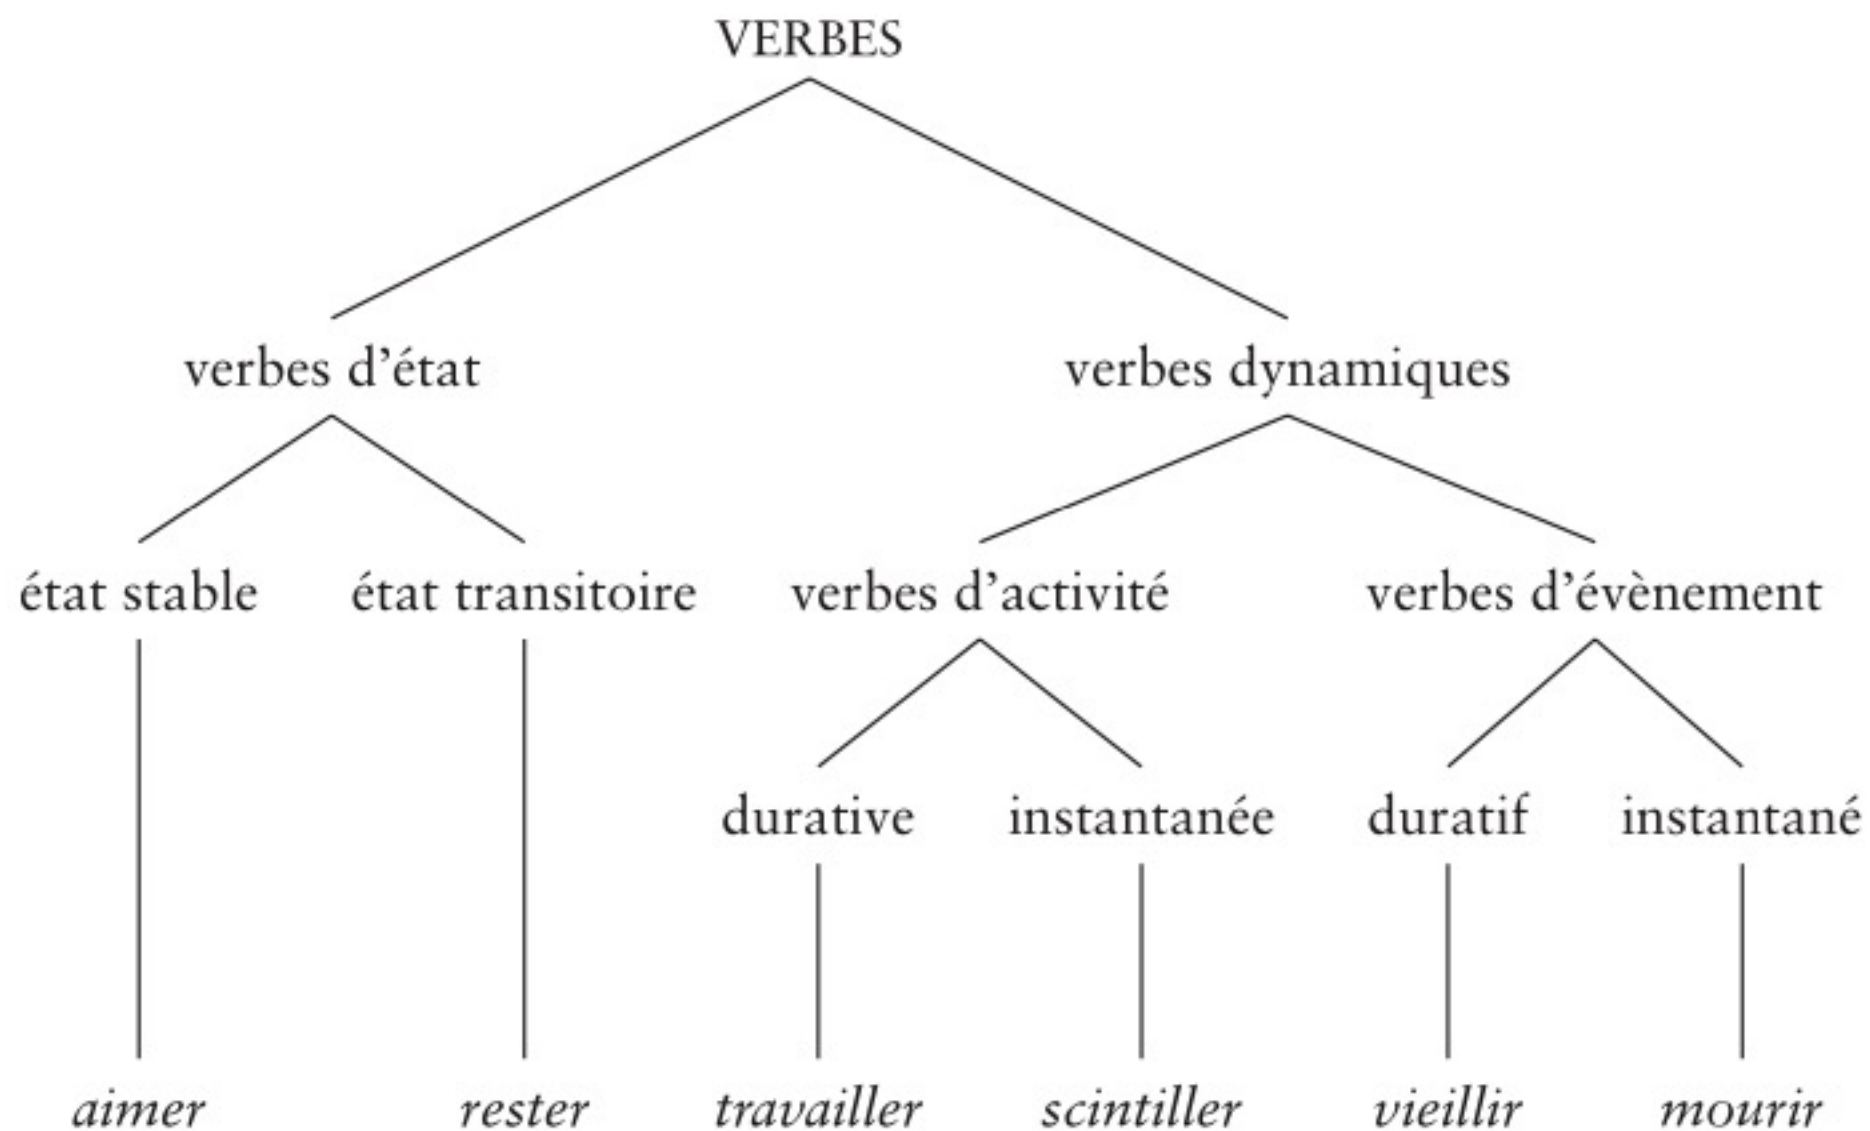 VERBES
verbes d’état verbes dynamiques
état stable état transitoire verbes d’activité verbes d’évènement
durative instantanée duratif instantané
aimer rester travailler scintiller vieillir mourir